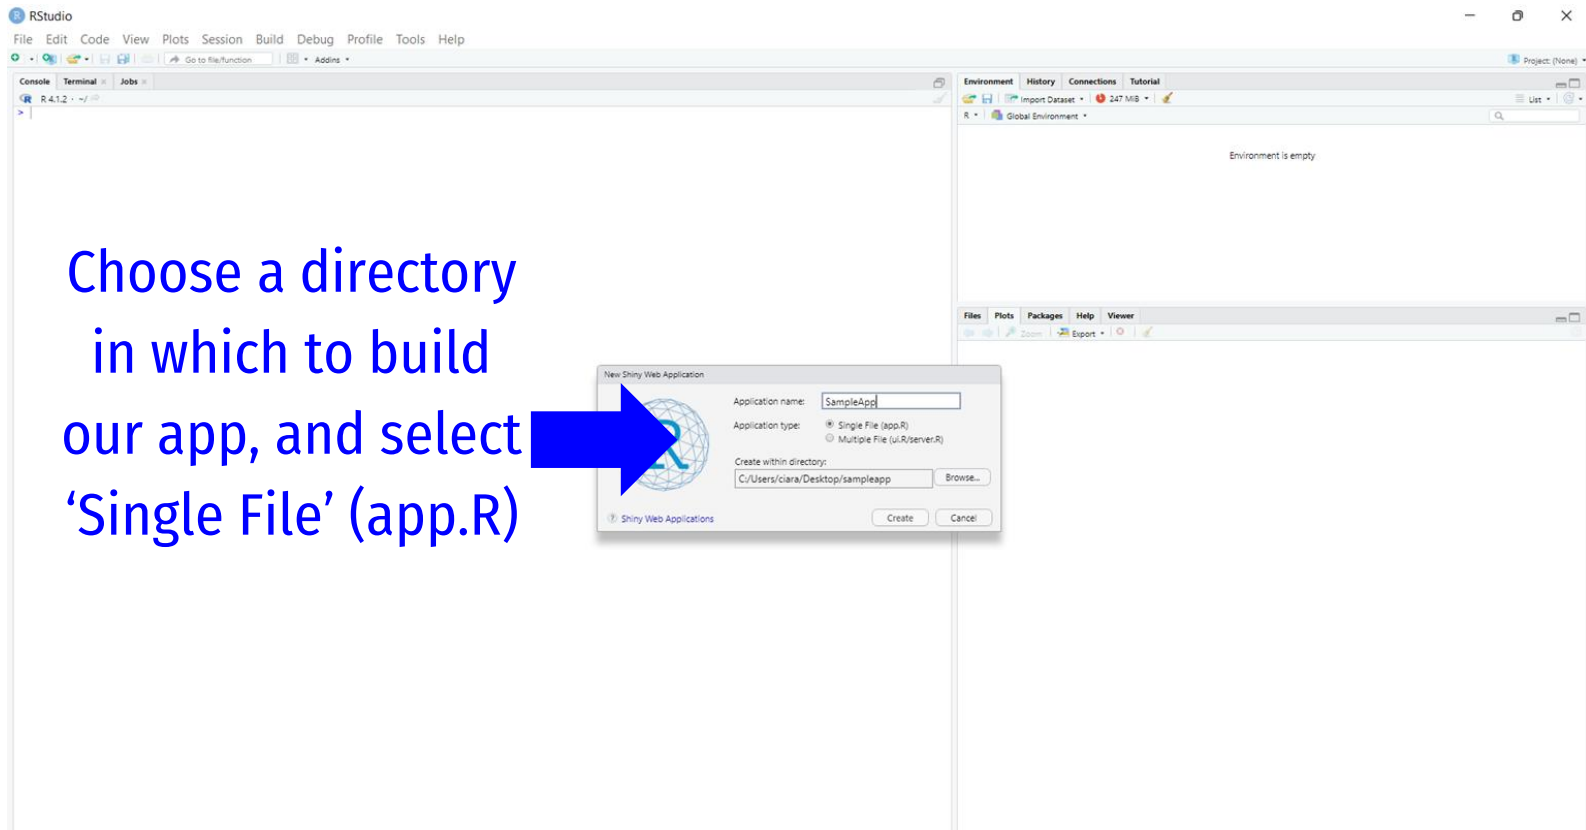 RStudio
File Edit Code View Plots Session Build Debug Profile Tools Help
Go to file/function Addins Project: (None)
Console Terminal Jobs
R 4.1.2 · ~/
>
Environment History Connections Tutorial
Import Dataset 247 MiB List
R Global Environment
Environment is empty
Choose a directory
in which to build
our app, and select
‘Single File’ (app.R)
Files Plots Packages Help Viewer
Zoom Export
New Shiny Web Application
R
Application name: SampleApp
Application type: Single File (app.R)
Multiple File (ui.R/server.R)
Create within directory:
C:/Users/ciara/Desktop/sampleapp Browse...
? Shiny Web Applications Create Cancel